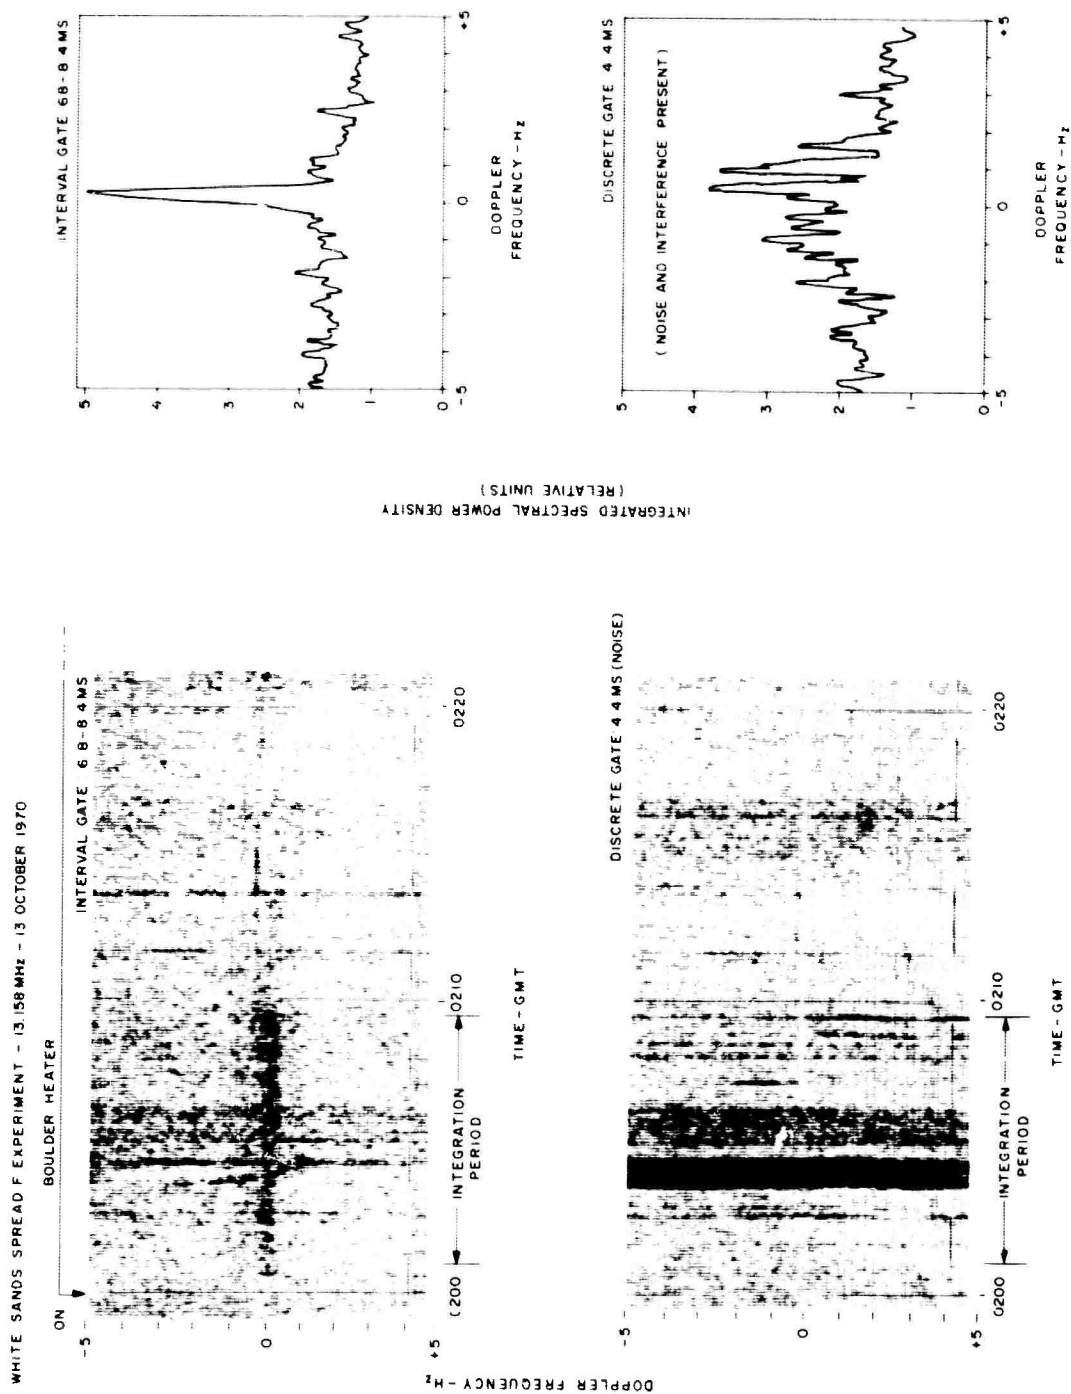 WHITE SANDS SPREAD F EXPERIMENT - 13.158 MHz - 13 OCTOBER 1970
BOULDER HEATER
ON
INTERVAL GATE 6 8-8 4 MS
-5
0
+5
(200
0210
0220
INTEGRATION
PERIOD
TIME-GMT
DOPPLER FREQUENCY-Hz
DISCRETE GATE 4 4 MS (NOISE)
-5
0
+5
0200
0210
0220
INTEGRATION
PERIOD
TIME-GMT
INTEGRATED SPECTRAL POWER DENSITY
(RELATIVE UNITS)
INTERVAL GATE 68-8 4 MS
5
4
3
2
1
0
-5
0
+5
DOPPLER
FREQUENCY-Hz
DISCRETE GATE 4 4 MS
(NOISE AND INTERFERENCE PRESENT)
5
4
3
2
1
0
-5
0
+5
DOPPLER
FREQUENCY-Hz